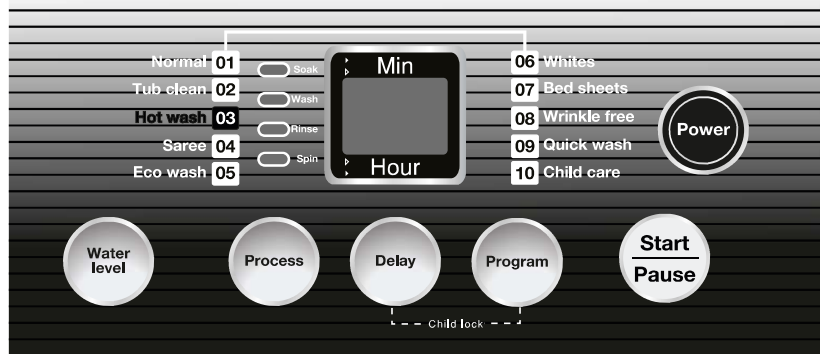 Normal 01
Tub clean 02
Hot wash 03
Saree 04
Eco wash 05
Soak
Wash
Rinse
Spin
Min
Hour
06 Whites
07 Bed sheets
08 Wrinkle free
09 Quick wash
10 Child care
Power
Water
level
Process
Delay
Program
Start
Pause
Child lock